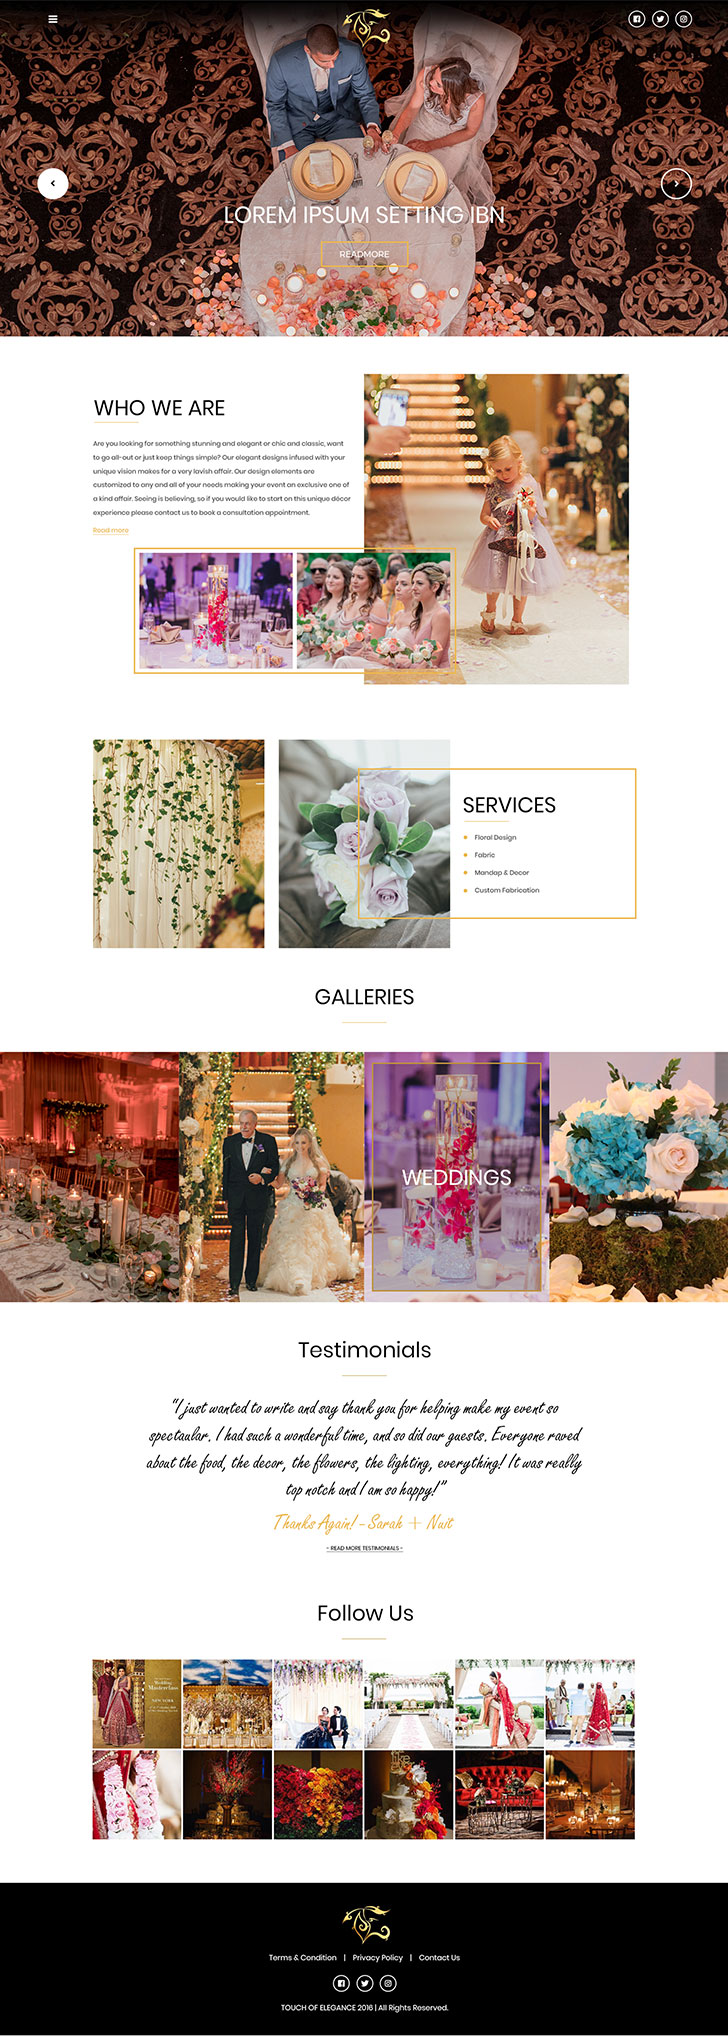 LOREM IPSUM SETTING IBN
READMORE
WHO WE ARE
Are you looking for something stunning and elegant or chic and classic, want
to go all-out or just keep things simple? Our elegant designs infused with your
unique vision makes for a very lavish affair. Our design elements are
customized to any and all of your needs making your event an exclusive one of
a kind affair. Seeing is believing, so if you would like to start on this unique décor
experience please contact us to book a consultation appointment.
Read more
SERVICES
Floral Design
Fabric
Mandap & Decor
Custom Fabrication
GALLERIES
WEDDINGS
Testimonials
"I just wanted to write and say thank you for helping make my event so
spectaular. I had such a wonderful time, and so did our guests. Everyone raved
about the food, the decor, the flowers, the lighting, everything! It was really
top notch and I am so happy!"
Thanks Again! - Sarah + Nuit
- READ MORE TESTIMONIALS -
Follow Us
Wedding
Masterclass
NEW YORK
like
Terms & Condition | Privacy Policy | Contact Us
TOUCH OF ELEGANCE 2016 | All Rights Reserved.